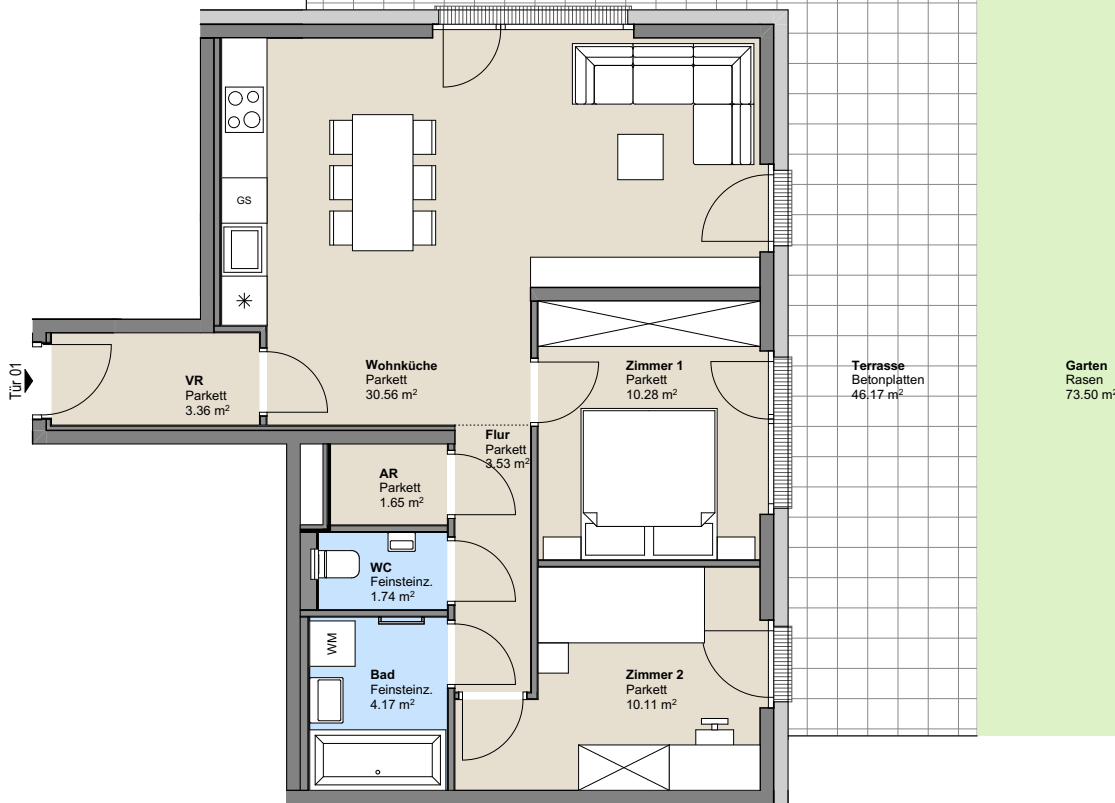 GS
Tür 01
VR
Parkett
3.36 m²
Wohnküche
Parkett
30.56 m²
Zimmer 1
Parkett
10.28 m²
Terrasse
Betonplatten
46.17 m²
Garten
Rasen
73.50 m²
Flur
Parkett
3.53 m²
AR
Parkett
1.65 m²
WC
Feinsteinz.
1.74 m²
WM
Bad
Feinsteinz.
4.17 m²
Zimmer 2
Parkett
10.11 m²